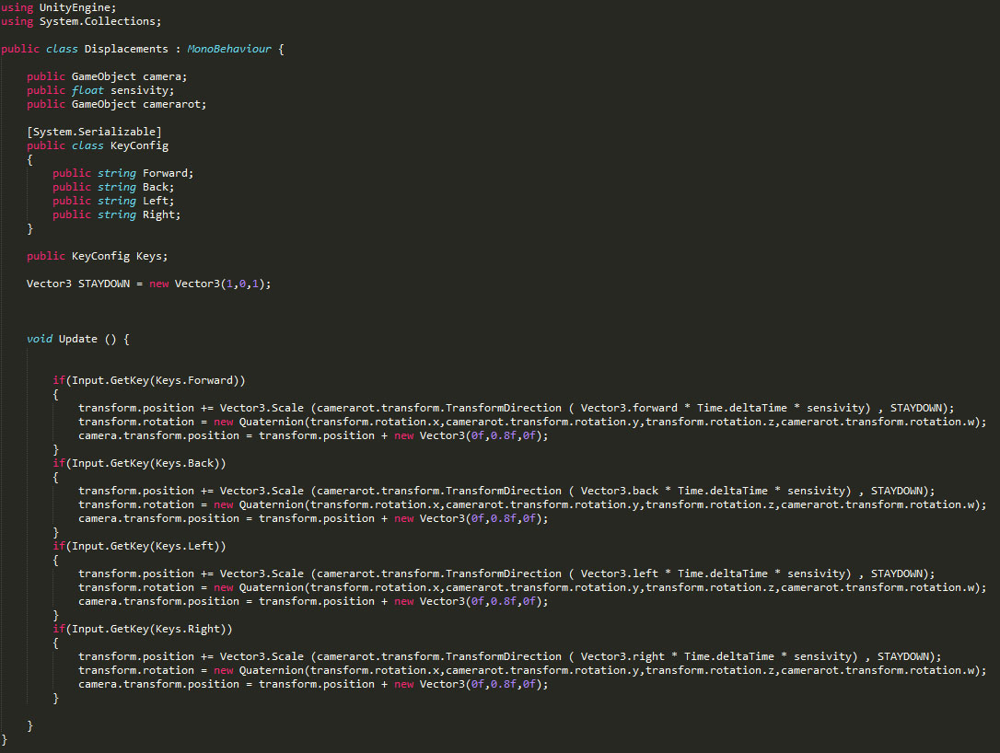 using UnityEngine;
using System.Collections;
public class Displacements : MonoBehaviour {
public GameObject camera;
public float sensivity;
public GameObject camerarot;
[System.Serializable]
public class KeyConfig
{
public string Forward;
public string Back;
public string Left;
public string Right;
}
public KeyConfig Keys;
Vector3 STAYDOWN = new Vector3(1,0,1);
void Update () {
if(Input.GetKey(Keys.Forward))
{
transform.position += Vector3.Scale (camerarot.transform.TransformDirection ( Vector3.forward * Time.deltaTime * sensivity) , STAYDOWN);
transform.rotation = new Quaternion(transform.rotation.x,camerarot.transform.rotation.y,transform.rotation.z,camerarot.transform.rotation.w);
camera.transform.position = transform.position + new Vector3(0f,0.8f,0f);
}
if(Input.GetKey(Keys.Back))
{
transform.position += Vector3.Scale (camerarot.transform.TransformDirection ( Vector3.back * Time.deltaTime * sensivity) , STAYDOWN);
transform.rotation = new Quaternion(transform.rotation.x,camerarot.transform.rotation.y,transform.rotation.z,camerarot.transform.rotation.w);
camera.transform.position = transform.position + new Vector3(0f,0.8f,0f);
}
if(Input.GetKey(Keys.Left))
{
transform.position += Vector3.Scale (camerarot.transform.TransformDirection ( Vector3.left * Time.deltaTime * sensivity) , STAYDOWN);
transform.rotation = new Quaternion(transform.rotation.x,camerarot.transform.rotation.y,transform.rotation.z,camerarot.transform.rotation.w);
camera.transform.position = transform.position + new Vector3(0f,0.8f,0f);
}
if(Input.GetKey(Keys.Right))
{
transform.position += Vector3.Scale (camerarot.transform.TransformDirection ( Vector3.right * Time.deltaTime * sensivity) , STAYDOWN);
transform.rotation = new Quaternion(transform.rotation.x,camerarot.transform.rotation.y,transform.rotation.z,camerarot.transform.rotation.w);
camera.transform.position = transform.position + new Vector3(0f,0.8f,0f);
}
}
}